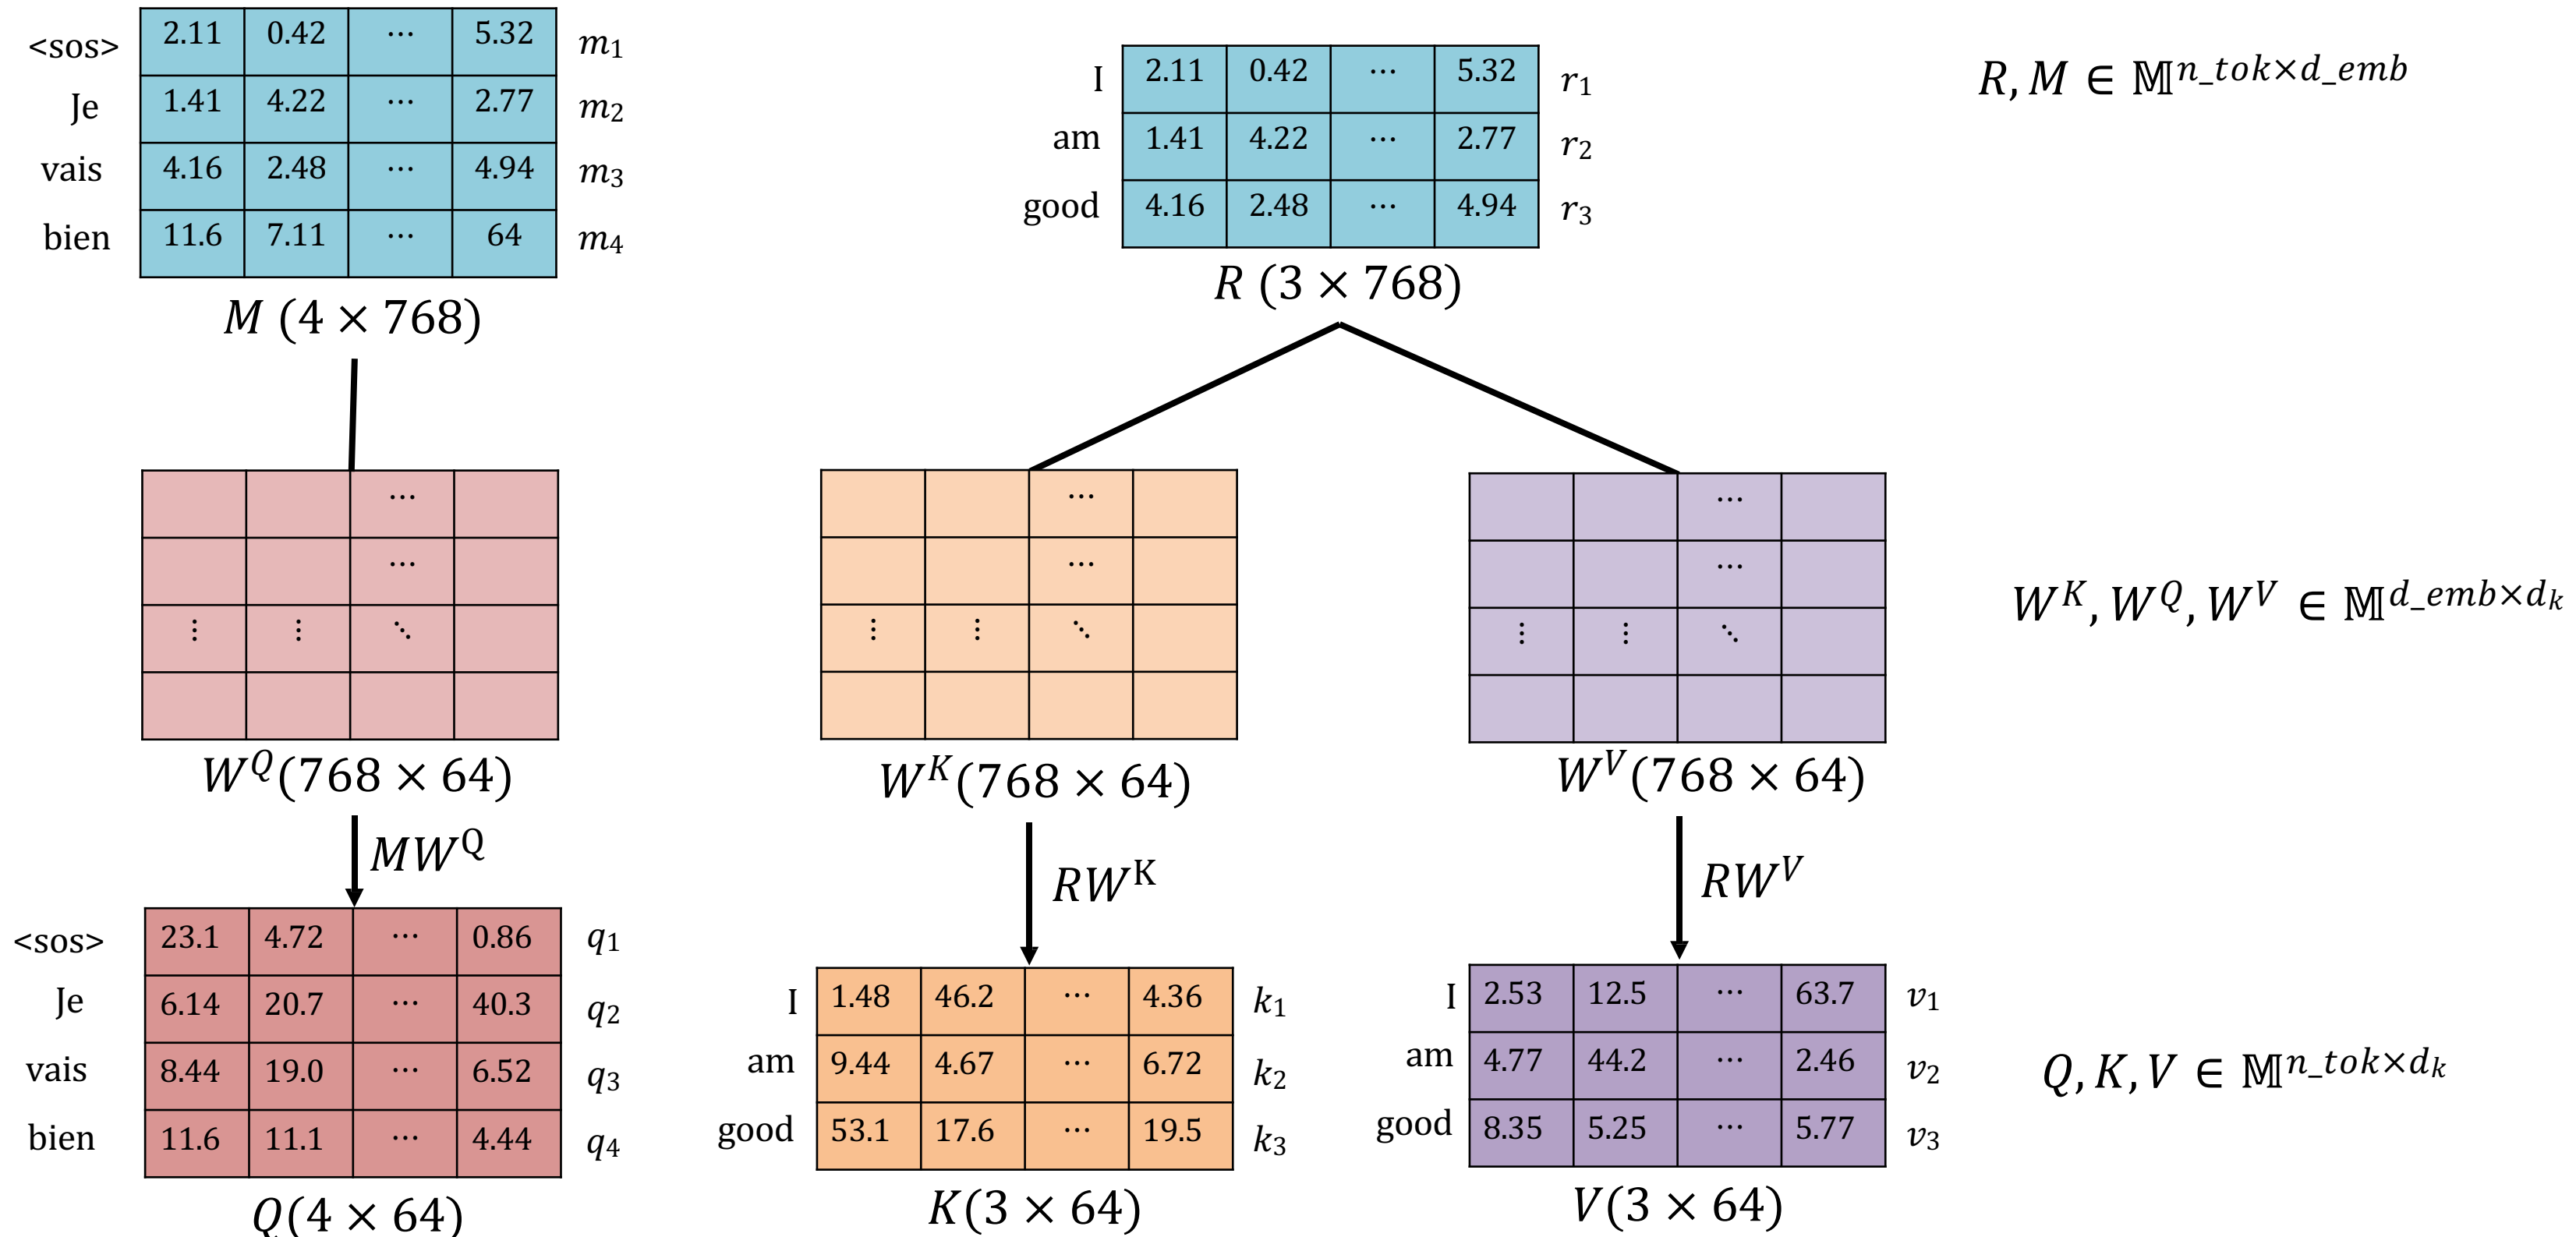 <sos> 2.11 0.42 ⋯ 5.32 m₁
Je 1.41 4.22 ⋯ 2.77 m₂
vais 4.16 2.48 ⋯ 4.94 m₃
bien 11.6 7.11 ⋯ 64 m₄
M (4 × 768)
I 2.11 0.42 ⋯ 5.32 r₁
am 1.41 4.22 ⋯ 2.77 r₂
good 4.16 2.48 ⋯ 4.94 r₃
R (3 × 768)
R, M ∈ 𝕄^{n_tok×d_emb}
⋯
⋯
⋮ ⋮ ⋱
W^Q(768 × 64)
⋯
⋯
⋮ ⋮ ⋱
W^K(768 × 64)
⋯
⋯
⋮ ⋮ ⋱
W^V(768 × 64)
W^K, W^Q, W^V ∈ 𝕄^{d_emb×d_k}
MW^Q
RW^K
RW^V
<sos> 23.1 4.72 ⋯ 0.86 q₁
Je 6.14 20.7 ⋯ 40.3 q₂
vais 8.44 19.0 ⋯ 6.52 q₃
bien 11.6 11.1 ⋯ 4.44 q₄
Q(4 × 64)
I 1.48 46.2 ⋯ 4.36 k₁
am 9.44 4.67 ⋯ 6.72 k₂
good 53.1 17.6 ⋯ 19.5 k₃
K(3 × 64)
I 2.53 12.5 ⋯ 63.7 v₁
am 4.77 44.2 ⋯ 2.46 v₂
good 8.35 5.25 ⋯ 5.77 v₃
V(3 × 64)
Q, K, V ∈ 𝕄^{n_tok×d_k}